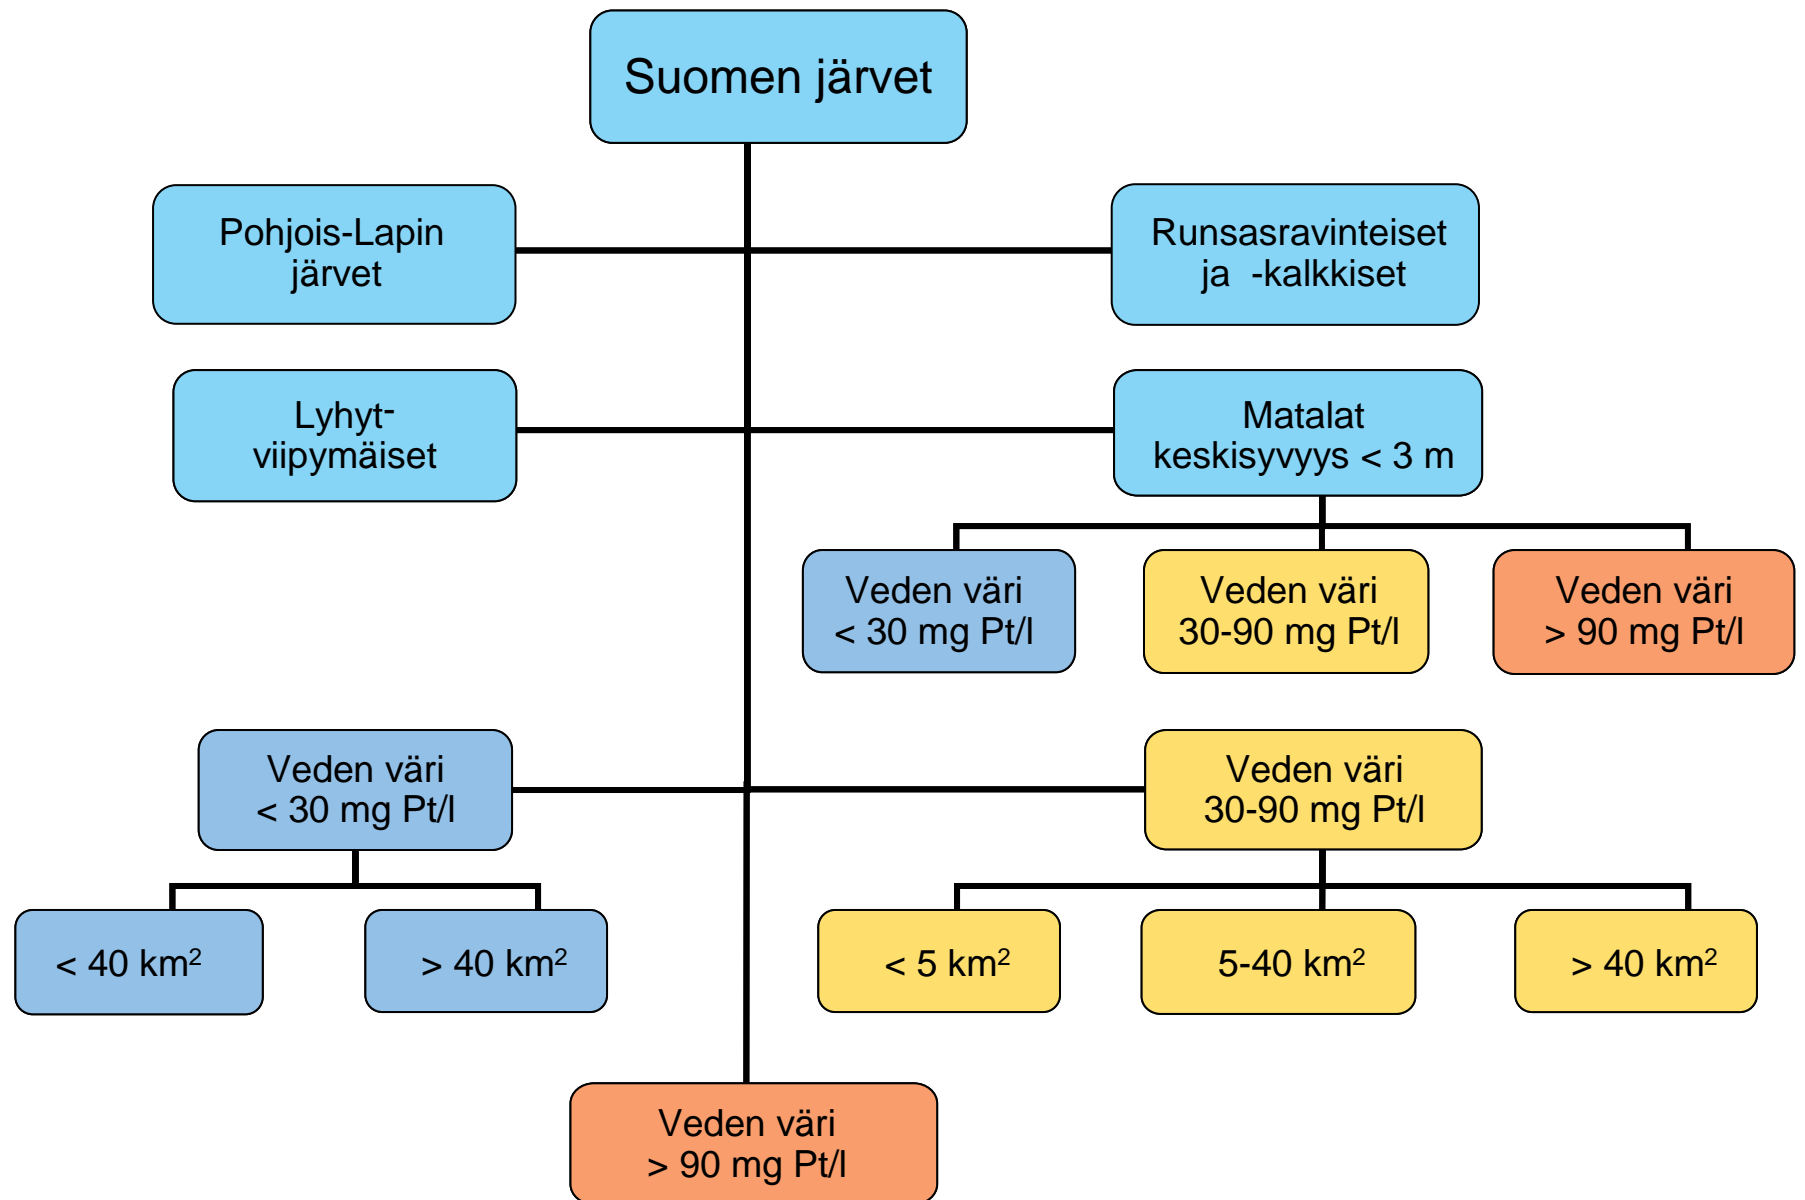 Suomen järvet
Pohjois-Lapin
järvet
Runsasravinteiset
ja -kalkkiset
Lyhyt-
viipymäiset
Matalat
keskisyvyys < 3 m
Veden väri
< 30 mg Pt/l
Veden väri
30-90 mg Pt/l
Veden väri
> 90 mg Pt/l
Veden väri
< 30 mg Pt/l
Veden väri
30-90 mg Pt/l
< 40 km²
> 40 km²
< 5 km²
5-40 km²
> 40 km²
Veden väri
> 90 mg Pt/l